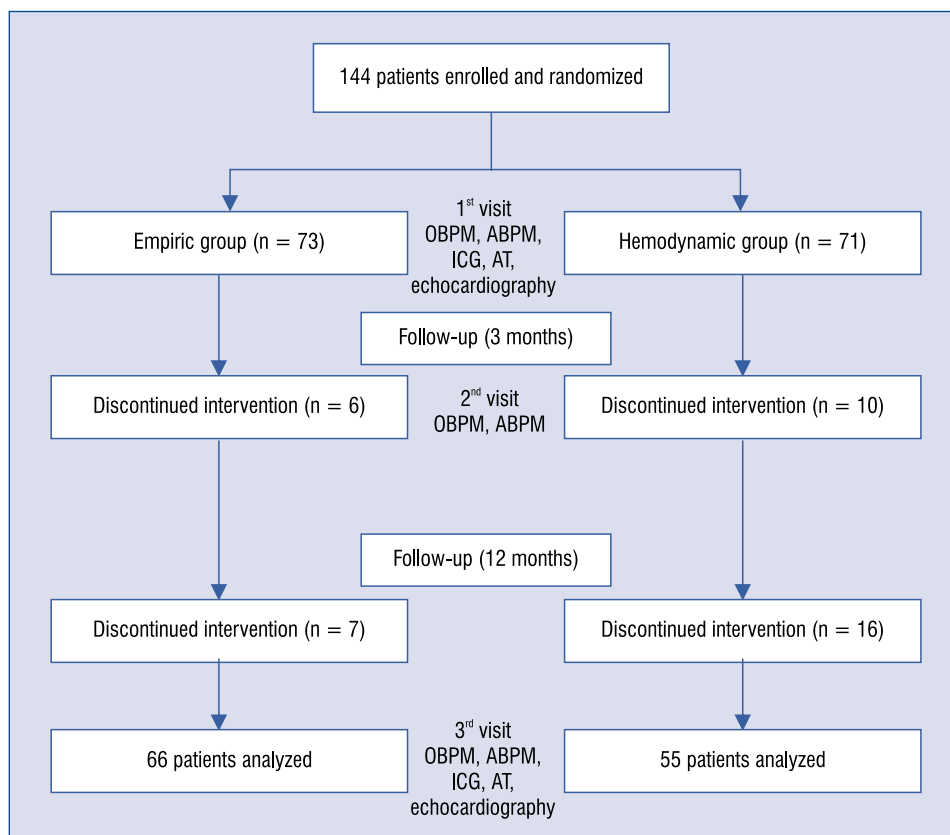 144 patients enrolled and randomized
Empiric group (n = 73)
1st visit
OBPM, ABPM,
ICG, AT,
echocardiography
Hemodynamic group (n = 71)
Follow-up (3 months)
Discontinued intervention (n = 6)
2nd visit
OBPM, ABPM
Discontinued intervention (n = 10)
Follow-up (12 months)
Discontinued intervention (n = 7)
Discontinued intervention (n = 16)
66 patients analyzed
3rd visit
OBPM, ABPM,
ICG, AT,
echocardiography
55 patients analyzed